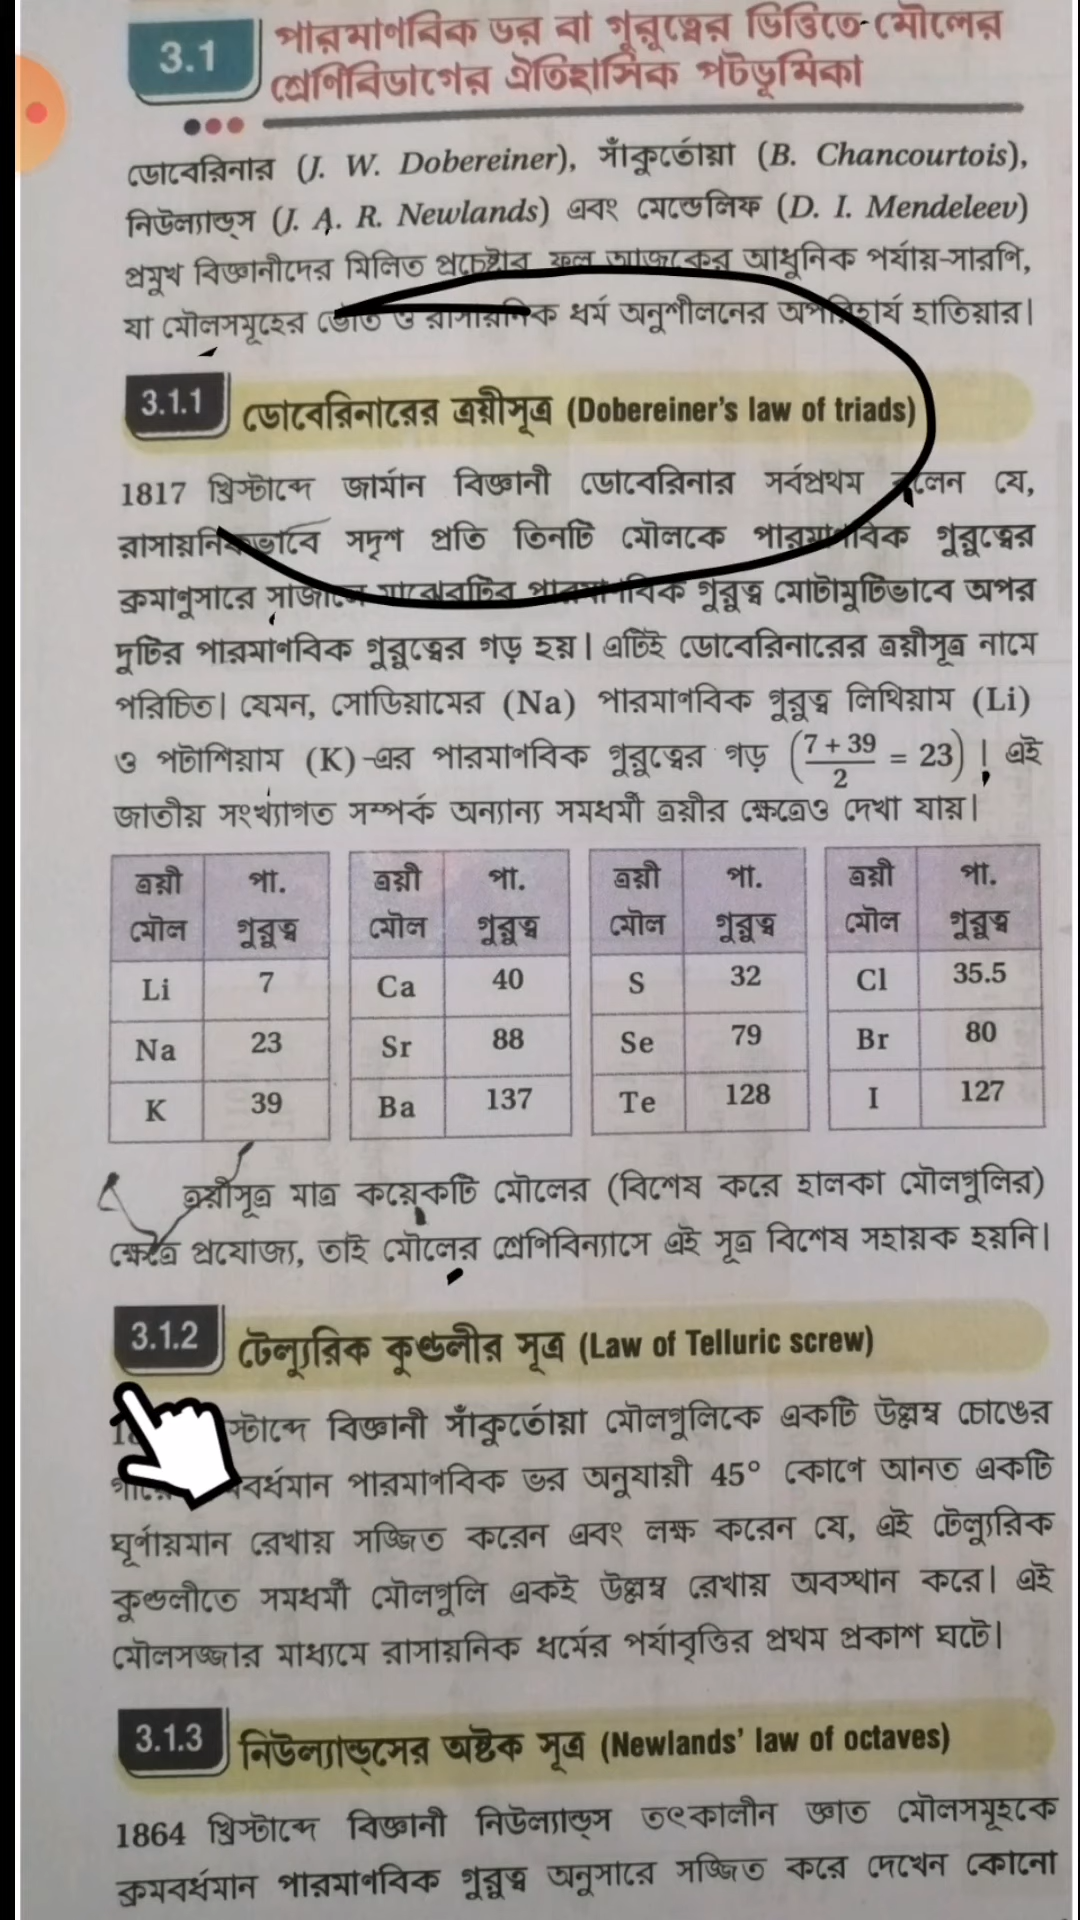 3.1 পারমাণবিক ভর বা গুরুত্বের ভিত্তিতে মৌলের
শ্রেণিবিভাগের ঐতিহাসিক পটভূমিকা
ডোবেরিনার (J. W. Dobereiner), সাঁকুর্তোয়া (B. Chancourtois),
নিউল্যান্ড্‌স (J. A. R. Newlands) এবং মেন্ডেলিফ (D. I. Mendeleev)
প্রমুখ বিজ্ঞানীদের মিলিত প্রচেষ্টার ফল আজকের আধুনিক পর্যায়-সারণি,
যা মৌলসমূহের ভৌত ও রাসায়নিক ধর্ম অনুশীলনের অপরিহার্য হাতিয়ার।
3.1.1 ডোবেরিনারের ত্রয়ীসূত্র (Dobereiner's law of triads)
1817 খ্রিস্টাব্দে জার্মান বিজ্ঞানী ডোবেরিনার সর্বপ্রথম বলেন যে,
রাসায়নিকভাবে সদৃশ প্রতি তিনটি মৌলকে পারমাণবিক গুরুত্বের
ক্রমানুসারে সাজালে মাঝেরটির পারমাণবিক গুরুত্ব মোটামুটিভাবে অপর
দুটির পারমাণবিক গুরুত্বের গড় হয়। এটিই ডোবেরিনারের ত্রয়ীসূত্র নামে
পরিচিত। যেমন, সোডিয়ামের (Na) পারমাণবিক গুরুত্ব লিথিয়াম (Li)
ও পটাশিয়াম (K)-এর পারমাণবিক গুরুত্বের গড় (7 + 39 / 2 = 23)। এই
জাতীয় সংখ্যাগত সম্পর্ক অন্যান্য সমধর্মী ত্রয়ীর ক্ষেত্রেও দেখা যায়।
ত্রয়ী পা. ত্রয়ী পা. ত্রয়ী পা. ত্রয়ী পা.
মৌল গুরুত্ব মৌল গুরুত্ব মৌল গুরুত্ব মৌল গুরুত্ব
Li 7 Ca 40 S 32 Cl 35.5
Na 23 Sr 88 Se 79 Br 80
K 39 Ba 137 Te 128 I 127
ত্রয়ীসূত্র মাত্র কয়েকটি মৌলের (বিশেষ করে হালকা মৌলগুলির)
ক্ষেত্রে প্রযোজ্য, তাই মৌলের শ্রেণিবিন্যাসে এই সূত্র বিশেষ সহায়ক হয়নি।
3.1.2 টেল্যুরিক কুণ্ডলীর সূত্র (Law of Telluric screw)
বিজ্ঞানী সাঁকুর্তোয়া মৌলগুলিকে একটি উল্লম্ব চোঙের
পারমাণবিক ভর অনুযায়ী 45° কোণে আনত একটি
ঘূর্ণায়মান রেখায় সজ্জিত করেন এবং লক্ষ করেন যে, এই টেল্যুরিক
কুণ্ডলীতে সমধর্মী মৌলগুলি একই উল্লম্ব রেখায় অবস্থান করে। এই
মৌলসজ্জার মাধ্যমে রাসায়নিক ধর্মের পর্যাবৃত্তির প্রথম প্রকাশ ঘটে।
3.1.3 নিউল্যান্ড্‌সের অষ্টক সূত্র (Newlands' law of octaves)
1864 খ্রিস্টাব্দে বিজ্ঞানী নিউল্যান্ড্‌স তৎকালীন জ্ঞাত মৌলসমূহকে
ক্রমবর্ধমান পারমাণবিক গুরুত্ব অনুসারে সজ্জিত করে দেখেন কোনো